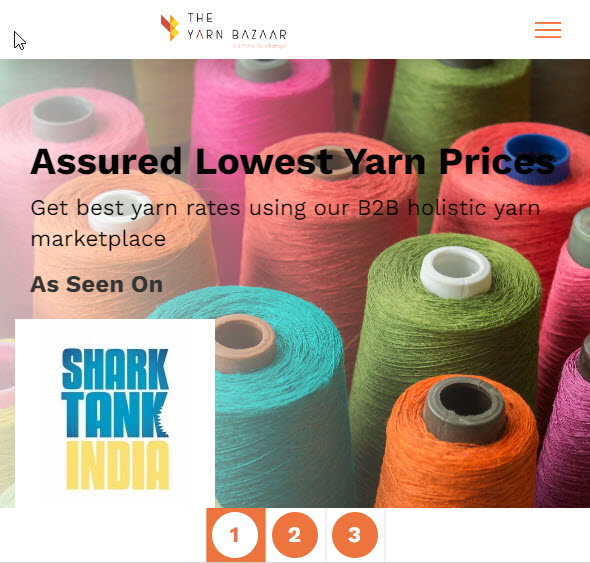 THE
YARN BAZAAR
it's time to change
Assured Lowest Yarn Prices
Get best yarn rates using our B2B holistic yarn
marketplace
As Seen On
SHARK
TANK
INDIA
1 2 3